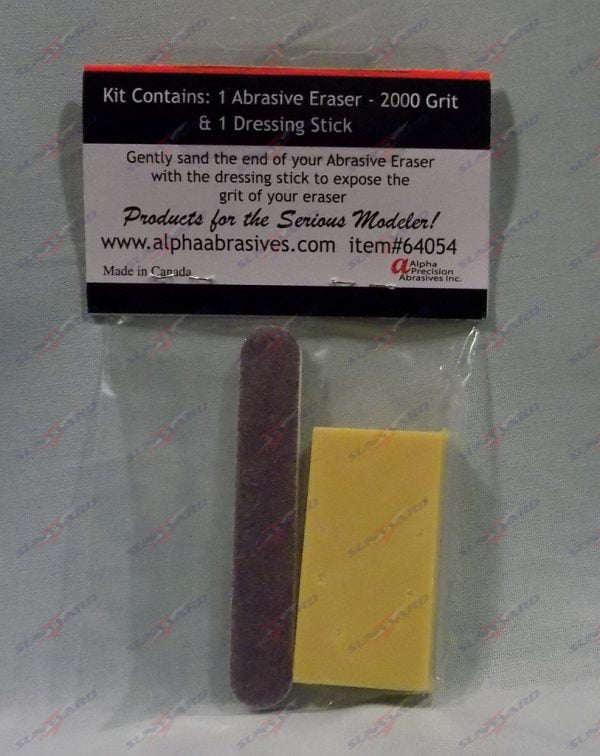 Kit Contains: 1 Abrasive Eraser - 2000 Grit
& 1 Dressing Stick
Gently sand the end of your Abrasive Eraser
with the dressing stick to expose the
grit of your eraser
Products for the Serious Modeler!
www.alphaabrasives.com item#64054
Made in Canada
a Alpha
Precision
Abrasives Inc.
SUNWARD